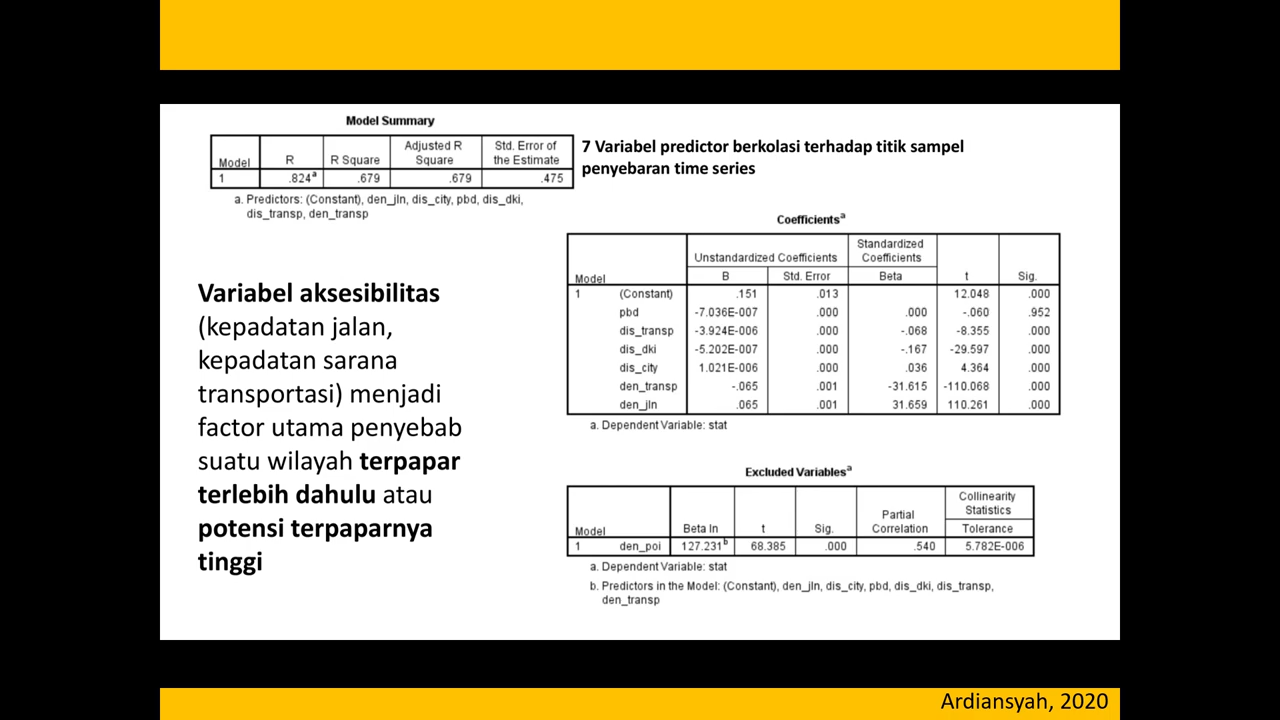 Model Summary
Model R R Square Adjusted R Square Std. Error of the Estimate
1 .824a .679 .679 .475
a. Predictors: (Constant), den_jln, dis_city, pbd, dis_dki,
dis_transp, den_transp
7 Variabel predictor berkolasi terhadap titik sampel
penyebaran time series
Variabel aksesibilitas
(kepadatan jalan,
kepadatan sarana
transportasi) menjadi
factor utama penyebab
suatu wilayah terpapar
terlebih dahulu atau
potensi terpaparnya
tinggi
Coefficientsa
Unstandardized Coefficients Standardized Coefficients
Model B Std. Error Beta t Sig.
1 (Constant) .151 .013 12.048 .000
pbd -7.036E-007 .000 .000 -.060 .952
dis_transp -3.924E-006 .000 -.068 -8.355 .000
dis_dki -5.202E-007 .000 -.167 -29.597 .000
dis_city 1.021E-006 .000 .036 4.364 .000
den_transp -.065 .001 -31.615 -110.068 .000
den_jln .065 .001 31.659 110.261 .000
a. Dependent Variable: stat
Excluded Variablesa
Collinearity Statistics
Model Beta In t Sig. Partial Correlation Tolerance
1 den_poi 127.231b 68.385 .000 .540 5.782E-006
a. Dependent Variable: stat
b. Predictors in the Model: (Constant), den_jln, dis_city, pbd, dis_dki, dis_transp,
den_transp
Ardiansyah, 2020